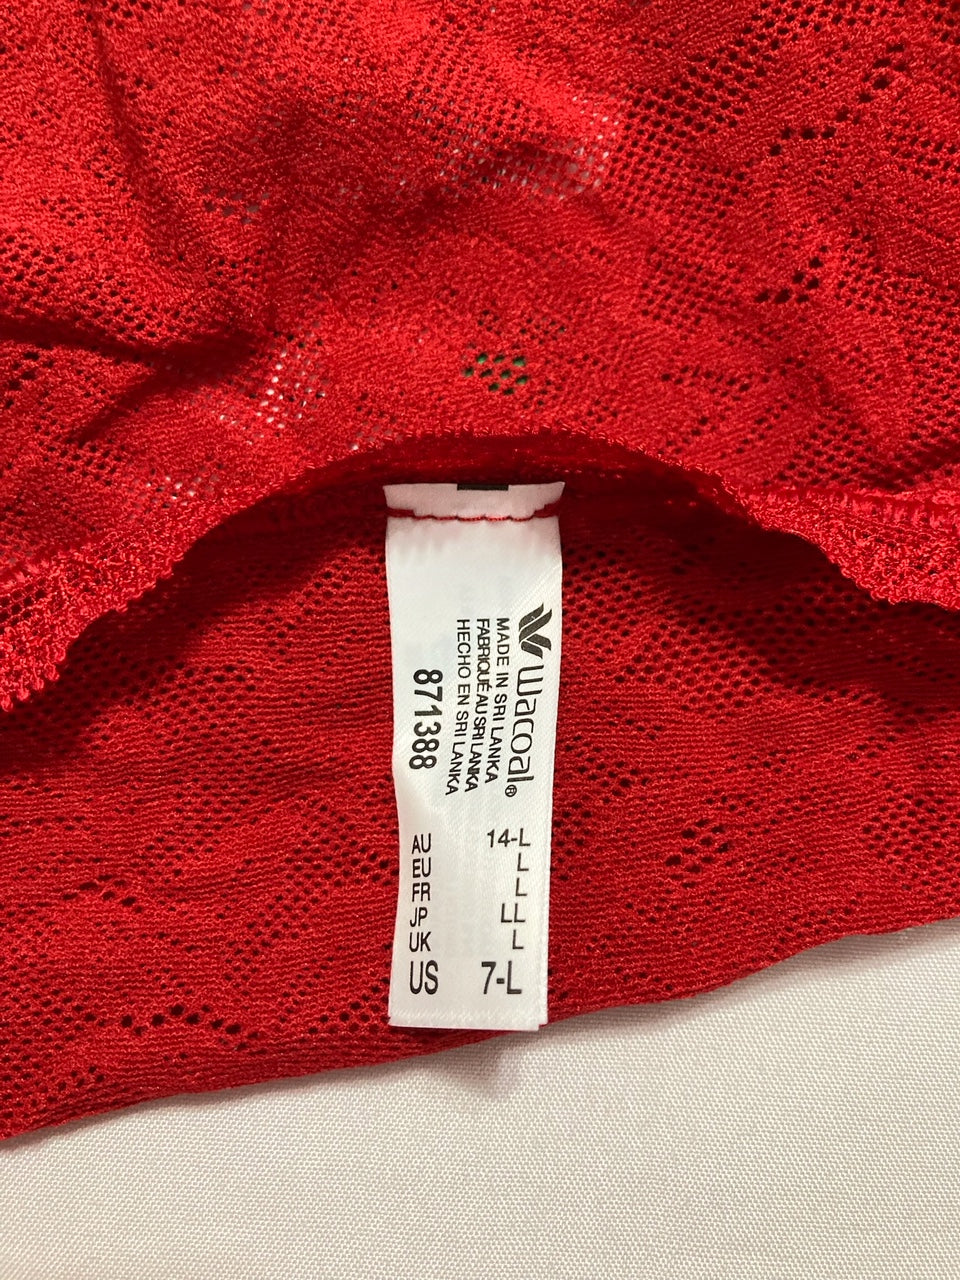 wacoal®
MADE IN SRI LANKA
FABRIQUÉ AU SRI LANKA
HECHO EN SRI LANKA
871388
AU 14-L
EU L
FR L
JP LL
UK L
US 7-L